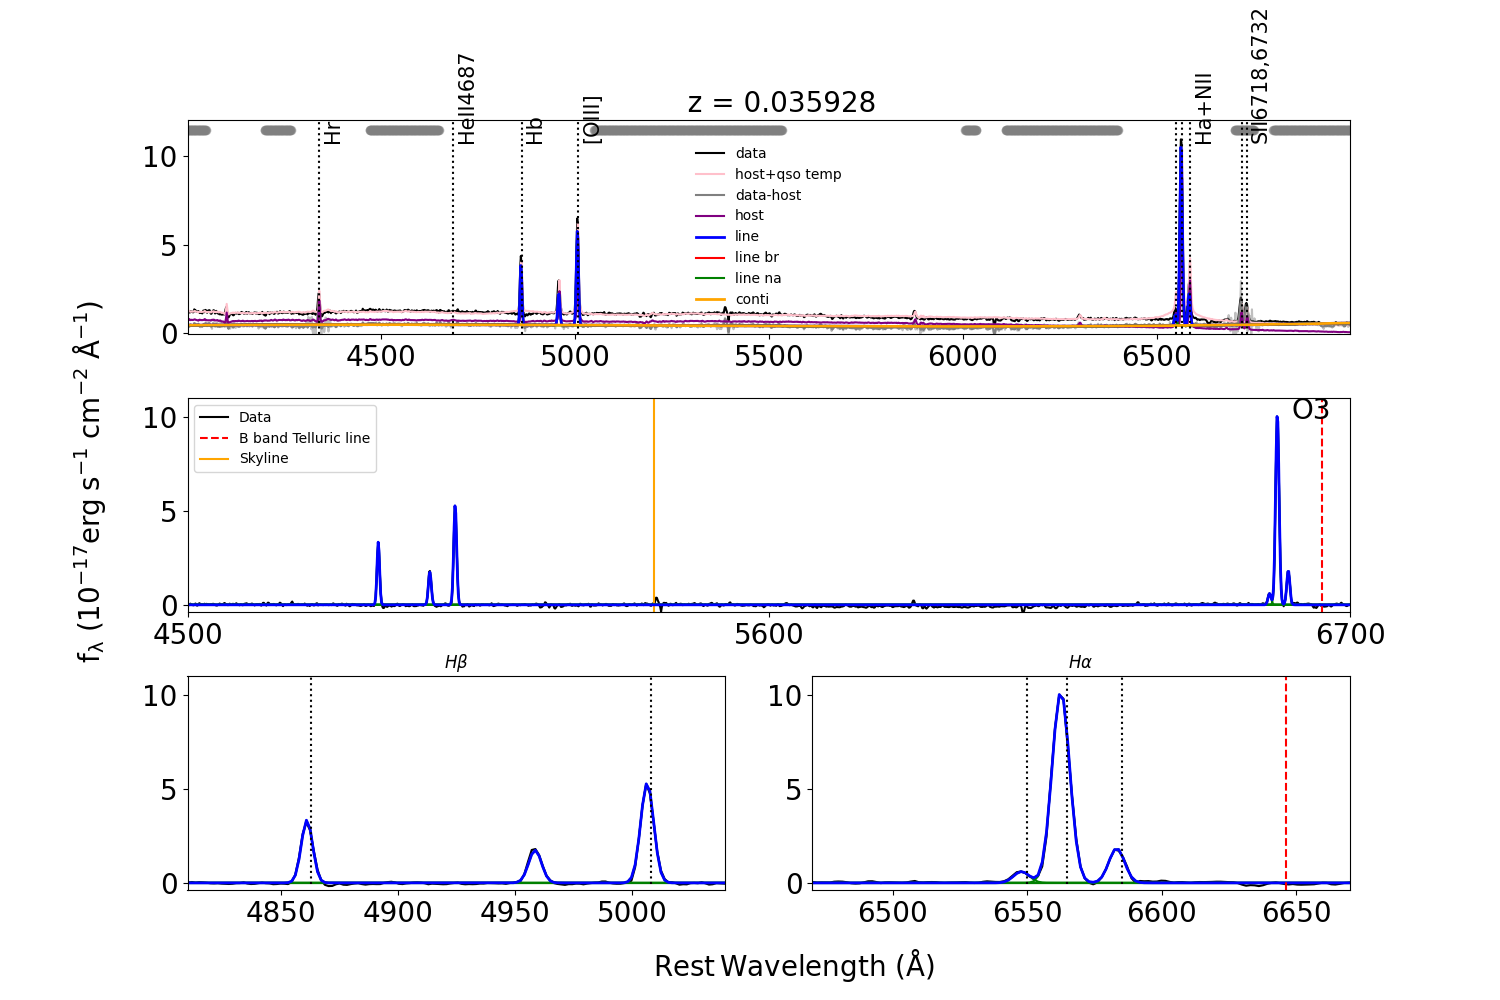 z = 0.035928
Hr
HeII4687
Hb
[OIII]
Ha+NII
SII6718,6732
10
5
0
data
host+qso temp
data-host
host
line
line br
line na
conti
4500 5000 5500 6000 6500
10
5
0
Data
B band Telluric line
Skyline
O3
4500 5600 6700
fλ (10⁻¹⁷erg s⁻¹ cm⁻² Å⁻¹)
Hβ
10
5
0
4850 4900 4950 5000
Hα
10
5
0
6500 6550 6600 6650
Rest Wavelength (Å)